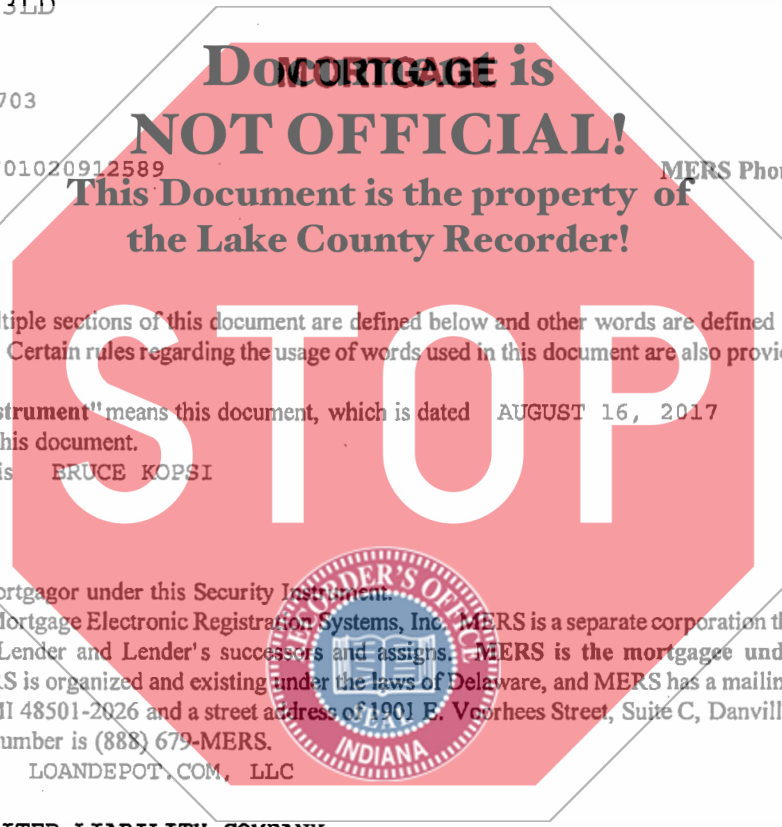 3LD
Document is
MORTGAGE
703
NOT OFFICIAL!
01020912589 MERS Phon
This Document is the property of
the Lake County Recorder!
ltiple sections of this document are defined below and other words are defined
Certain rules regarding the usage of words used in this document are also provi
STOP
strument" means this document, which is dated AUGUST 16, 2017
his document.
is BRUCE KOPSI
ortgagor under this Security Instrument.
RECORDER'S OFFICE
Mortgage Electronic Registration Systems, Inc. MERS is a separate corporation th
Lender and Lender's successors and assigns. MERS is the mortgagee und
RS is organized and existing under the laws of Delaware, and MERS has a mailin
MI 48501-2026 and a street address of 1901 E. Voorhees Street, Suite C, Danvill
umber is (888) 679-MERS.
INDIANA
LOANDEPOT.COM, LLC
ITED LIABILITY COMPANY